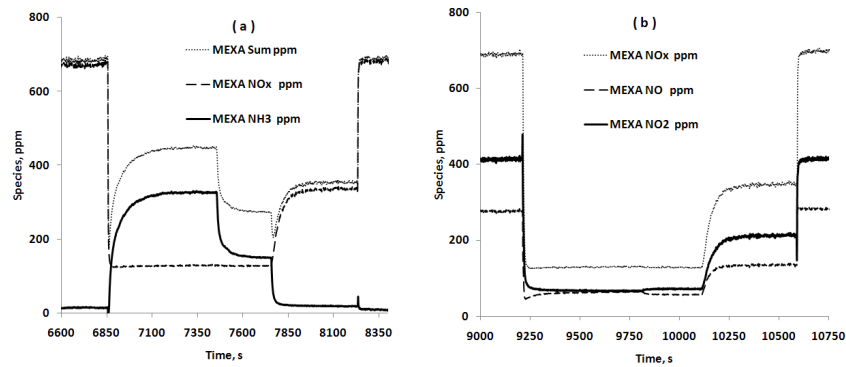 ( a )
800
600
400
200
0
6600 6850 7100 7350 7600 7850 8100 8350
Time, s
Species, ppm
MEXA Sum ppm
MEXA NOx ppm
MEXA NH3 ppm
( b )
800
600
400
200
0
9000 9250 9500 9750 10000 10250 10500 10750
Time, s
Species, ppm
MEXA NOx ppm
MEXA NO ppm
MEXA NO2 ppm